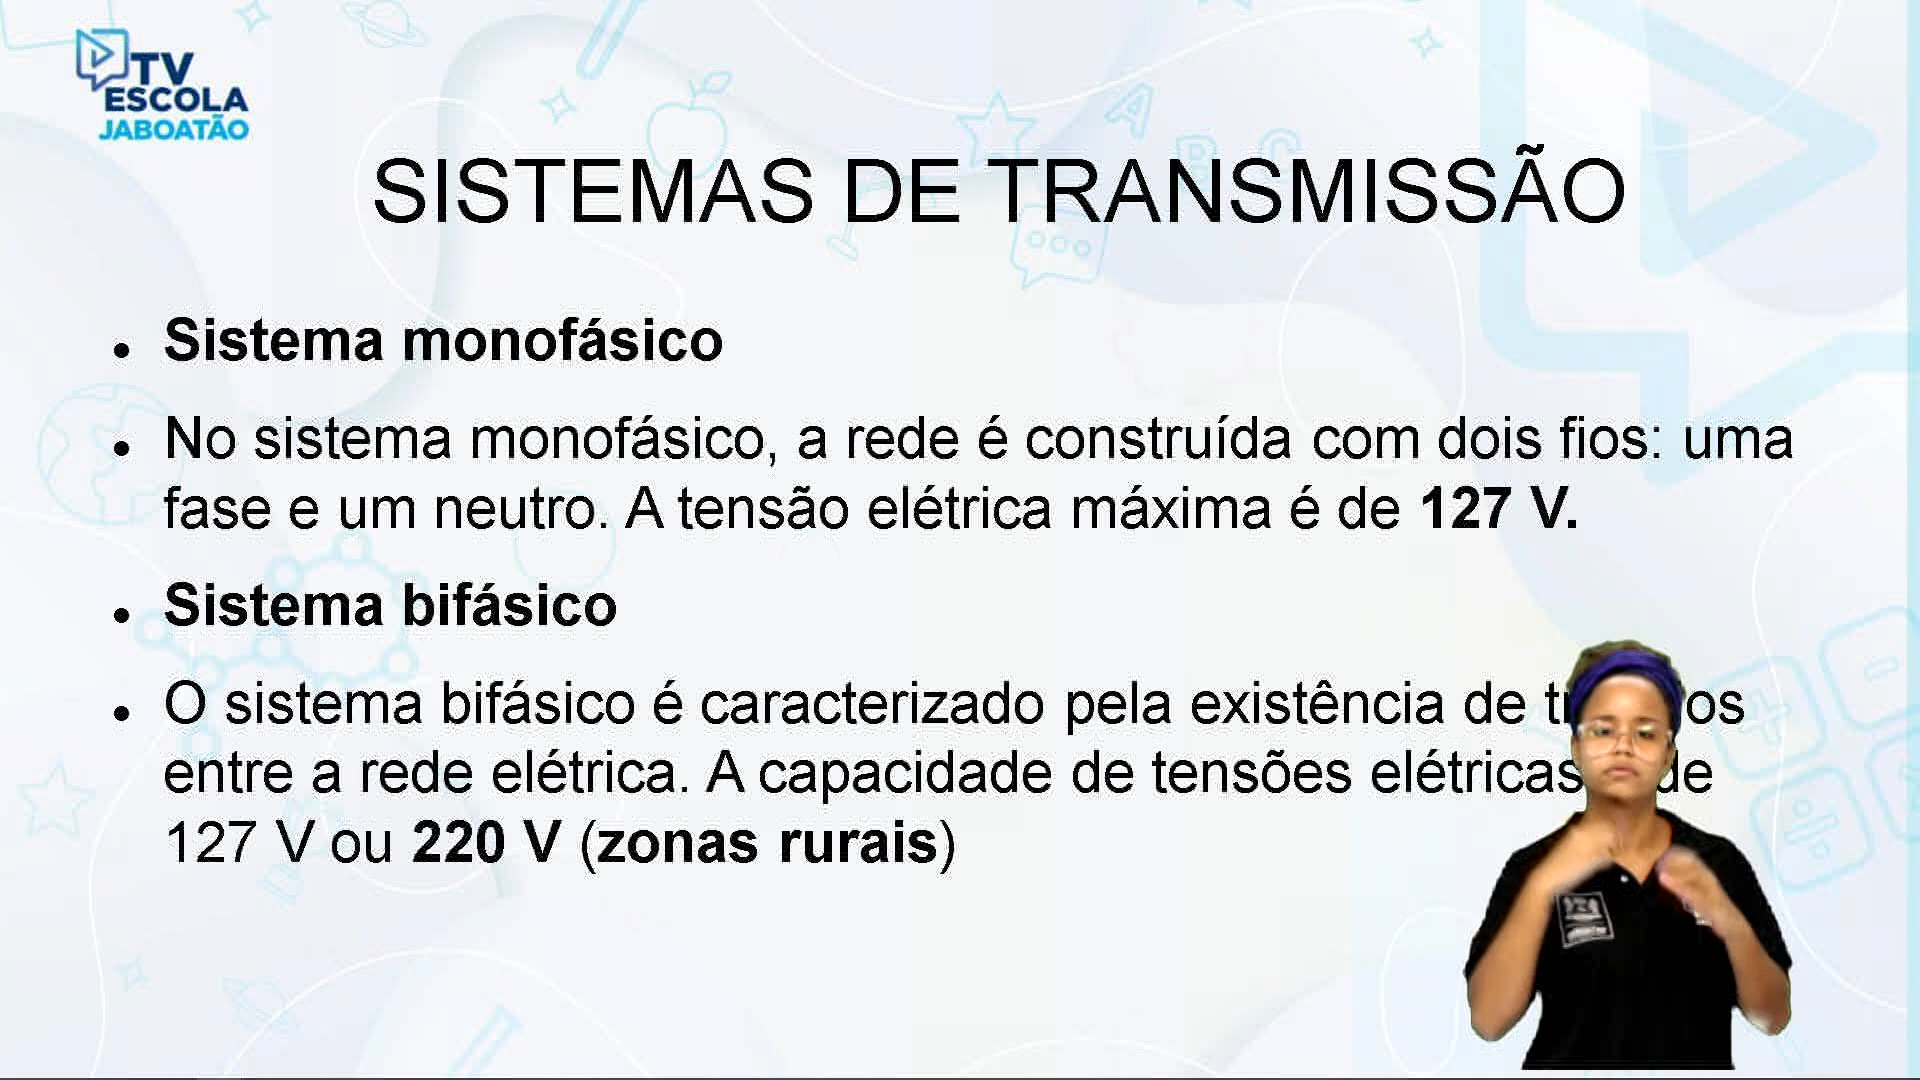 TV
ESCOLA
JABOATÃO
SISTEMAS DE TRANSMISSÃO
Sistema monofásico
No sistema monofásico, a rede é construída com dois fios: uma
fase e um neutro. A tensão elétrica máxima é de 127 V.
Sistema bifásico
O sistema bifásico é caracterizado pela existência de
entre a rede elétrica. A capacidade de tensões elétricas de
127 V ou 220 V (zonas rurais)
A
B
C